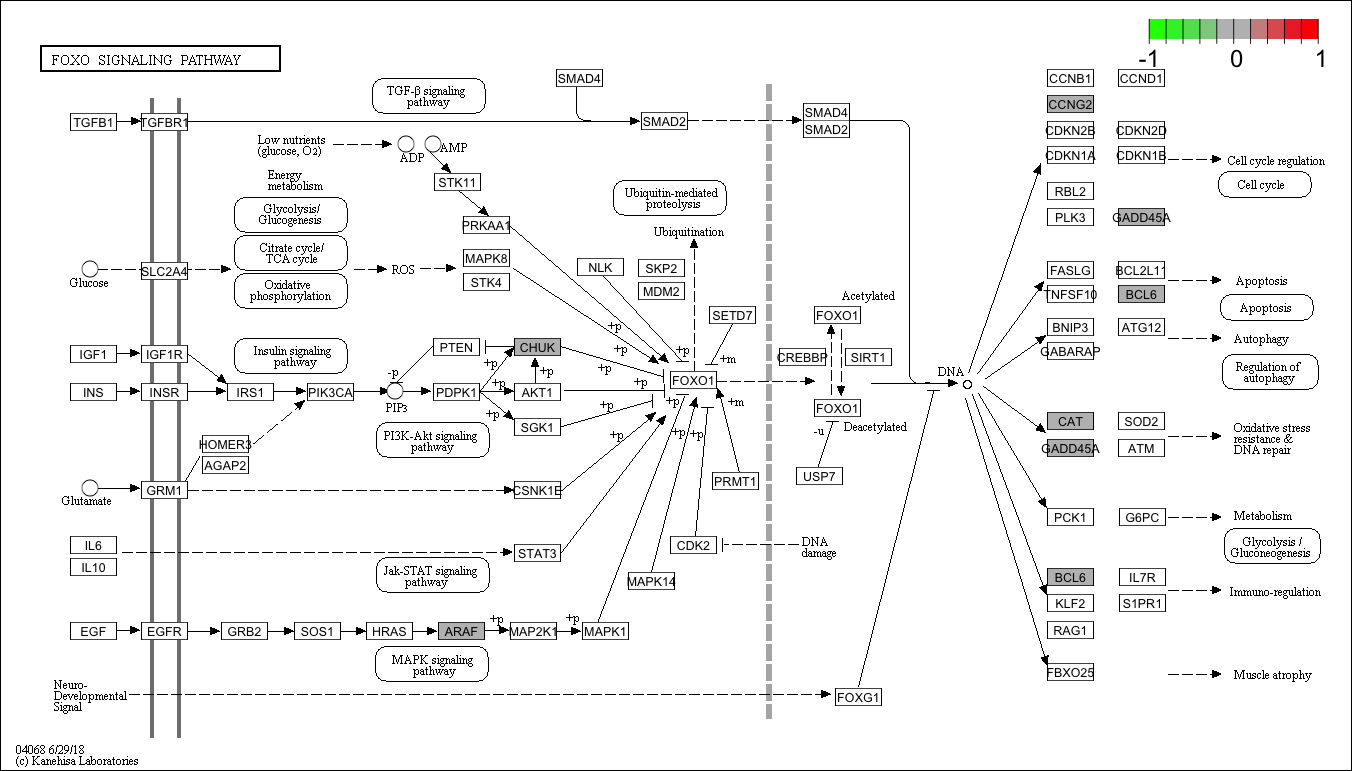 FOXO SIGNALING PATHWAY
-1 0 1
TGF-β signaling
pathway
SMAD4
TGFB1
TGFBR1
SMAD2
SMAD4
SMAD2
Low nutrients
(glucose, O2)
ADP
AMP
STK11
PRKAA1
Energy
metabolism
Glycolysis/
Glucogenesis
Citrate cycle/
TCA cycle
Oxidative
phosphorylation
Glucose
SLC2A4
ROS
MAPK8
STK4
NLK
Ubiquitin-mediated
proteolysis
Ubiquitination
SKP2
MDM2
SETD7
+p
+p
+p
+m
Insulin signaling
pathway
IGF1
IGF1R
INS
INSR
IRS1
PIK3CA
-p
PIP3
PTEN
CHUK
PDPK1
AKT1
SGK1
+p
+p
+p
+p
+p
+p
+p
+p
+p
+p
+p
+m
FOXO1
PI3K-Akt signaling
pathway
HOMER3
AGAP2
Glutamate
GRM1
CSNK1E
PRMT1
IL6
IL10
STAT3
CDK2
DNA
damage
Jak-STAT signaling
pathway
MAPK14
EGF
EGFR
GRB2
SOS1
HRAS
ARAF
+p
MAP2K1
+p
MAPK1
MAPK signaling
pathway
Neuro-
Developmental
Signal
FOXG1
Acetylated
FOXO1
CREBBP
SIRT1
FOXO1
-u
Deacetylated
USP7
DNA
CCNB1
CCND1
CCNG2
CDKN2B
CDKN2D
CDKN1A
CDKN1B
Cell cycle regulation
Cell cycle
RBL2
PLK3
GADD45A
FASLG
BCL2L11
Apoptosis
TNFSF10
BCL6
Apoptosis
BNIP3
ATG12
Autophagy
GABARAP
Regulation of
autophagy
CAT
SOD2
GADD45A
ATM
Oxidative stress
resistance &
DNA repair
PCK1
G6PC
Metabolism
Glycolysis /
Gluconeogenesis
BCL6
IL7R
Immuno-regulation
KLF2
S1PR1
RAG1
FBXO25
Muscle atrophy
04068 6/29/18
(c) Kanehisa Laboratories